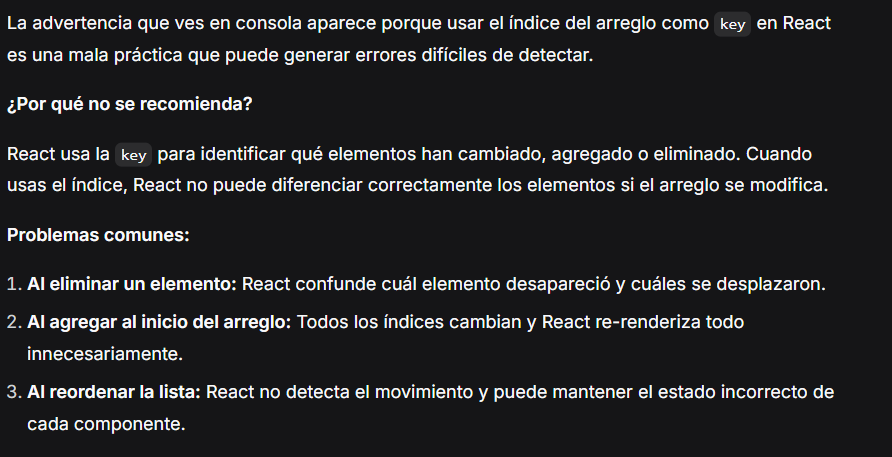 La advertencia que ves en consola aparece porque usar el índice del arreglo como key en React
es una mala práctica que puede generar errores difíciles de detectar.
¿Por qué no se recomienda?
React usa la key para identificar qué elementos han cambiado, agregado o eliminado. Cuando
usas el índice, React no puede diferenciar correctamente los elementos si el arreglo se modifica.
Problemas comunes:
1. Al eliminar un elemento: React confunde cuál elemento desapareció y cuáles se desplazaron.
2. Al agregar al inicio del arreglo: Todos los índices cambian y React re-renderiza todo
innecesariamente.
3. Al reordenar la lista: React no detecta el movimiento y puede mantener el estado incorrecto de
cada componente.